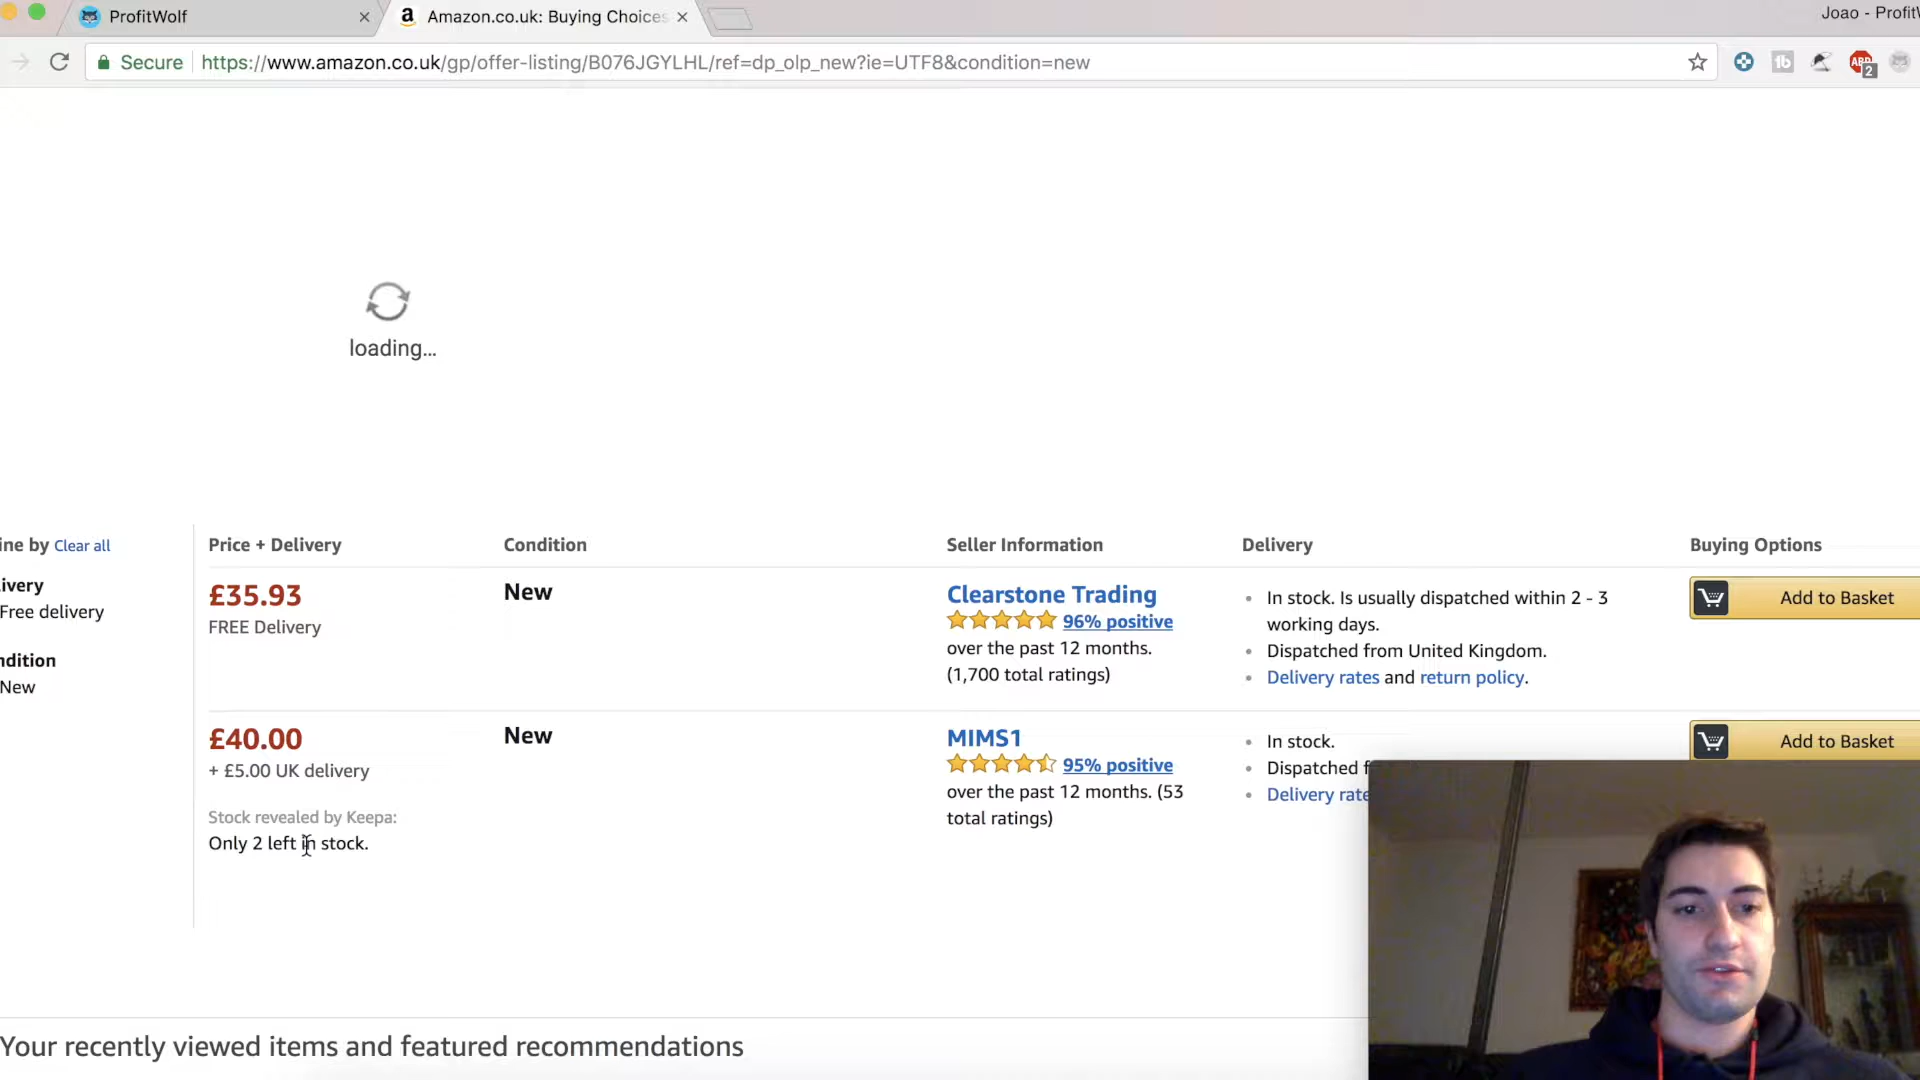 ProfitWolf
Amazon.co.uk: Buying Choices
Joao - ProfitW
Secure
https://www.amazon.co.uk/gp/offer-listing/B076JGYLHL/ref=dp_olp_new?ie=UTF8&condition=new
ABP
2
loading...
ine by Clear all
ivery
Free delivery
ndition
New
Price + Delivery
Condition
Seller Information
Delivery
Buying Options
£35.93
FREE Delivery
New
Clearstone Trading
96% positive
over the past 12 months.
(1,700 total ratings)
In stock. Is usually dispatched within 2 - 3
working days.
Dispatched from United Kingdom.
Delivery rates and return policy.
Add to Basket
£40.00
+ £5.00 UK delivery
Stock revealed by Keepa:
Only 2 left in stock.
New
MIMS1
95% positive
over the past 12 months. (53
total ratings)
In stock.
Dispatched f
Delivery rate
Add to Basket
Your recently viewed items and featured recommendations